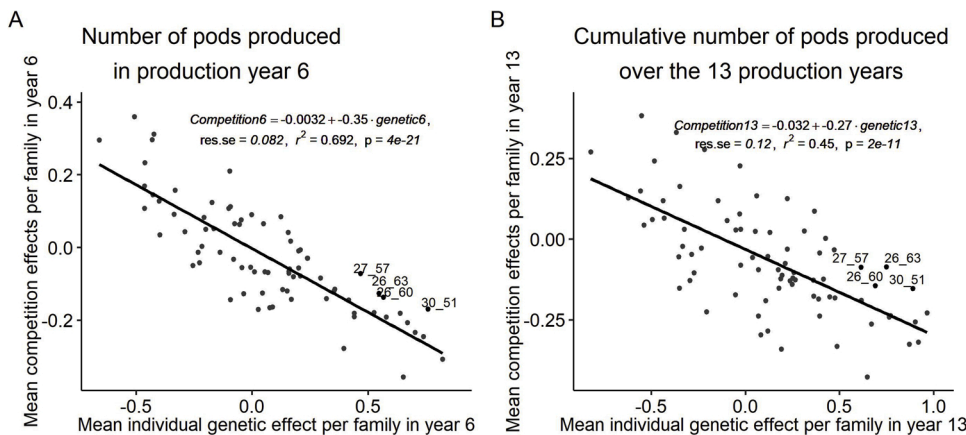 A
Number of pods produced
in production year 6
Mean competition effects per family in year 6
0.4
0.2
0.0
-0.2
Competition6 = -0.0032+-0.35 · genetic6,
res.se = 0.082, r² = 0.692, p = 4e-21
27_57
26_63
26_60
30_51
-0.5
0.0
0.5
Mean individual genetic effect per family in year 6
B
Cumulative number of pods produced
over the 13 production years
Mean competition effects per family in year 13
0.25
0.00
-0.25
-0.50
Competition13 = -0.032+-0.27 · genetic13,
res.se = 0.12, r² = 0.45, p = 2e-11
27_57
26_63
26_60
30_51
-0.5
0.0
0.5
1.0
Mean individual genetic effect per family in year 13